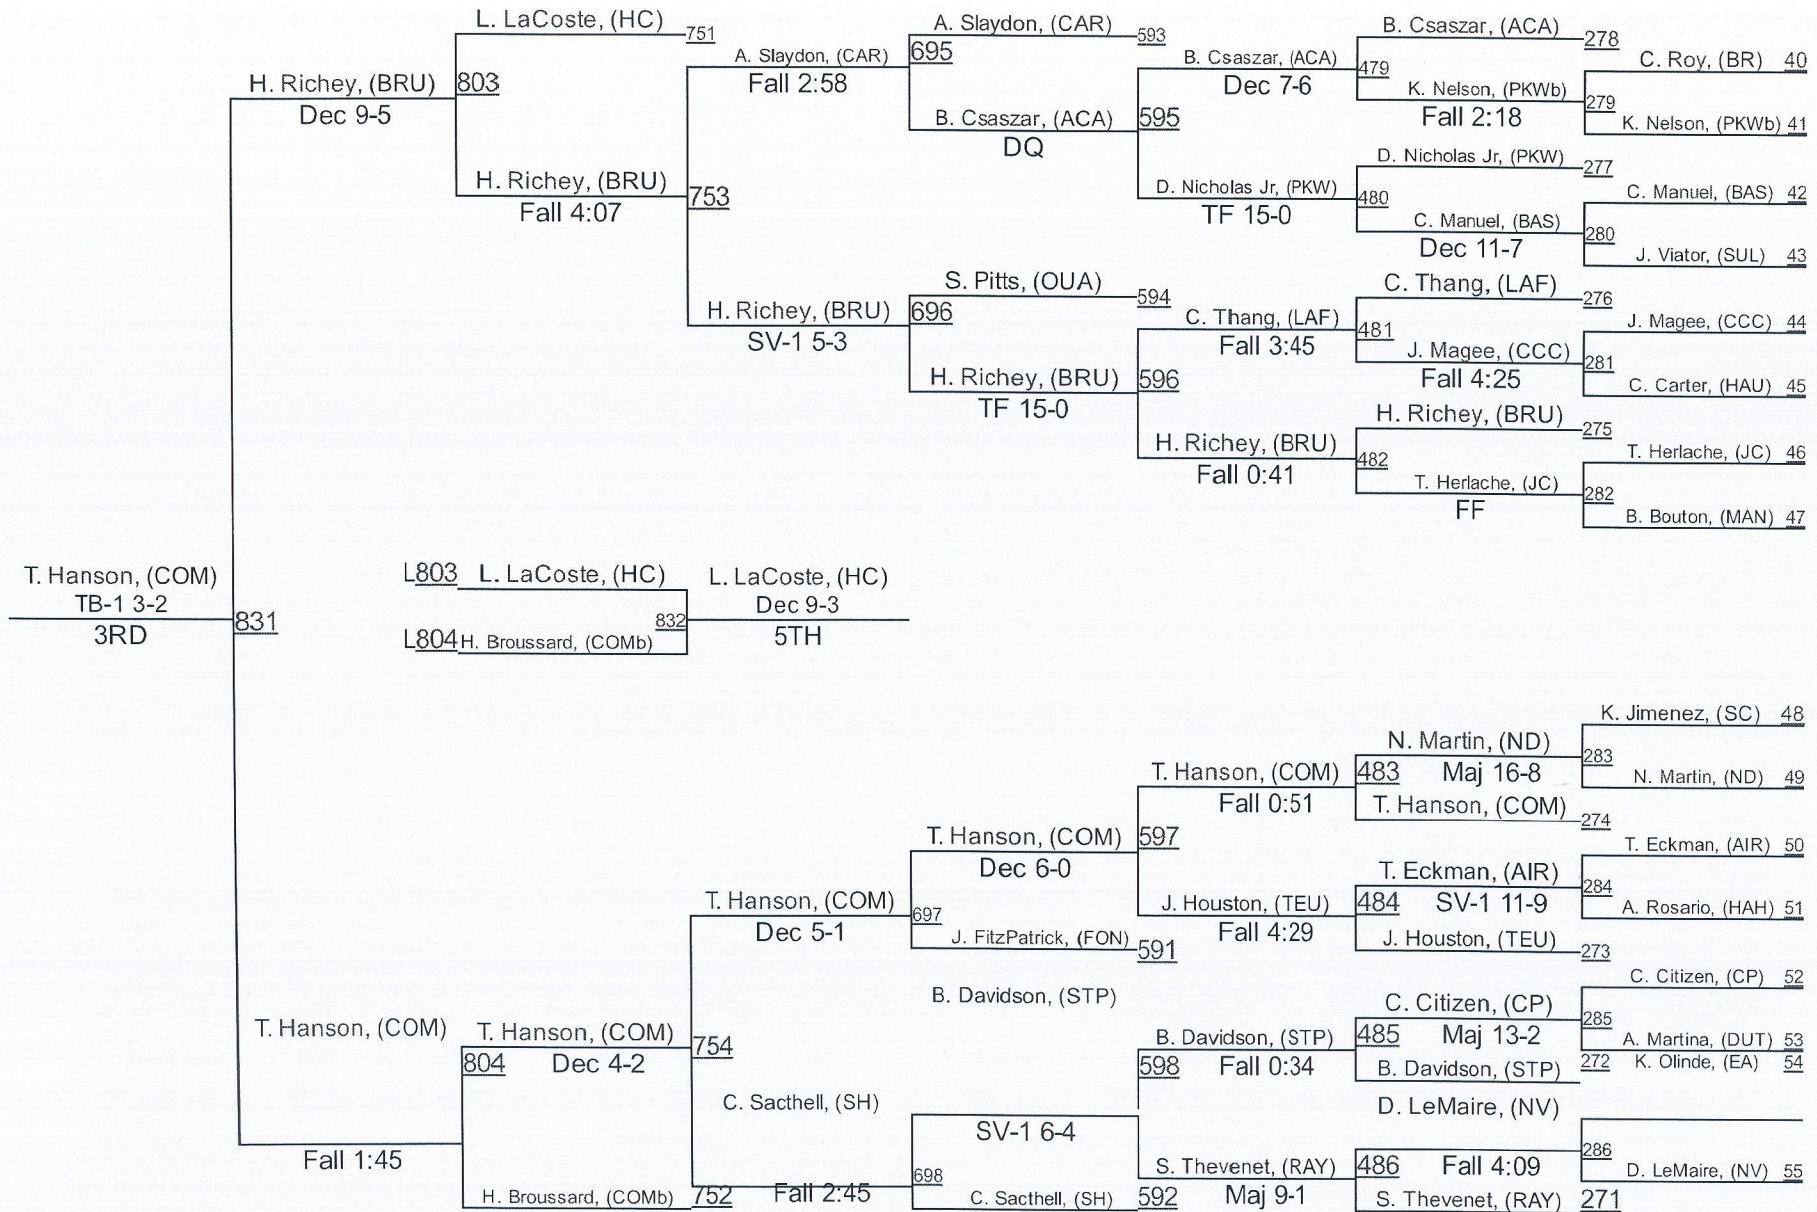 L. LaCoste, (HC)
751
H. Richey, (BRU)
803
Dec 9-5
H. Richey, (BRU)
Fall 4:07
753
A. Slaydon, (CAR)
Fall 2:58
695
A. Slaydon, (CAR)
593
B. Csaszar, (ACA)
DQ
595
B. Csaszar, (ACA)
Dec 7-6
479
B. Csaszar, (ACA)
278
K. Nelson, (PKWb)
Fall 2:18
279
C. Roy, (BR) 40
K. Nelson, (PKWb) 41
D. Nicholas Jr, (PKW)
TF 15-0
480
D. Nicholas Jr, (PKW)
277
C. Manuel, (BAS)
Dec 11-7
280
C. Manuel, (BAS) 42
J. Viator, (SUL) 43
H. Richey, (BRU)
SV-1 5-3
696
S. Pitts, (OUA)
594
H. Richey, (BRU)
TF 15-0
596
C. Thang, (LAF)
Fall 3:45
481
C. Thang, (LAF)
276
J. Magee, (CCC)
Fall 4:25
281
J. Magee, (CCC) 44
C. Carter, (HAU) 45
H. Richey, (BRU)
Fall 0:41
482
H. Richey, (BRU)
275
T. Herlache, (JC)
FF
282
T. Herlache, (JC) 46
B. Bouton, (MAN) 47
T. Hanson, (COM)
TB-1 3-2
3RD
831
L803 L. LaCoste, (HC)
L804 H. Broussard, (COMb)
832
L. LaCoste, (HC)
Dec 9-3
5TH
K. Jimenez, (SC) 48
N. Martin, (ND)
283
Maj 16-8
N. Martin, (ND) 49
T. Hanson, (COM)
483
Fall 0:51
T. Hanson, (COM)
274
T. Hanson, (COM)
597
Dec 6-0
T. Eckman, (AIR) 50
T. Eckman, (AIR)
284
SV-1 11-9
A. Rosario, (HAH) 51
J. Houston, (TEU)
484
Fall 4:29
J. Houston, (TEU)
273
T. Hanson, (COM)
697
Dec 5-1
J. FitzPatrick, (FON)
591
B. Davidson, (STP)
C. Citizen, (CP) 52
C. Citizen, (CP)
285
Maj 13-2
A. Martina, (DUT) 53
B. Davidson, (STP)
485
Fall 0:34
598
B. Davidson, (STP)
272
K. Olinde, (EA) 54
T. Hanson, (COM)
T. Hanson, (COM)
754
804
Dec 4-2
C. Sacthell, (SH)
SV-1 6-4
D. LeMaire, (NV)
286
Fall 4:09
D. LeMaire, (NV) 55
S. Thevenet, (RAY)
486
Maj 9-1
S. Thevenet, (RAY) 271
Fall 1:45
H. Broussard, (COMb)
752
Fall 2:45
698
C. Sacthell, (SH)
592